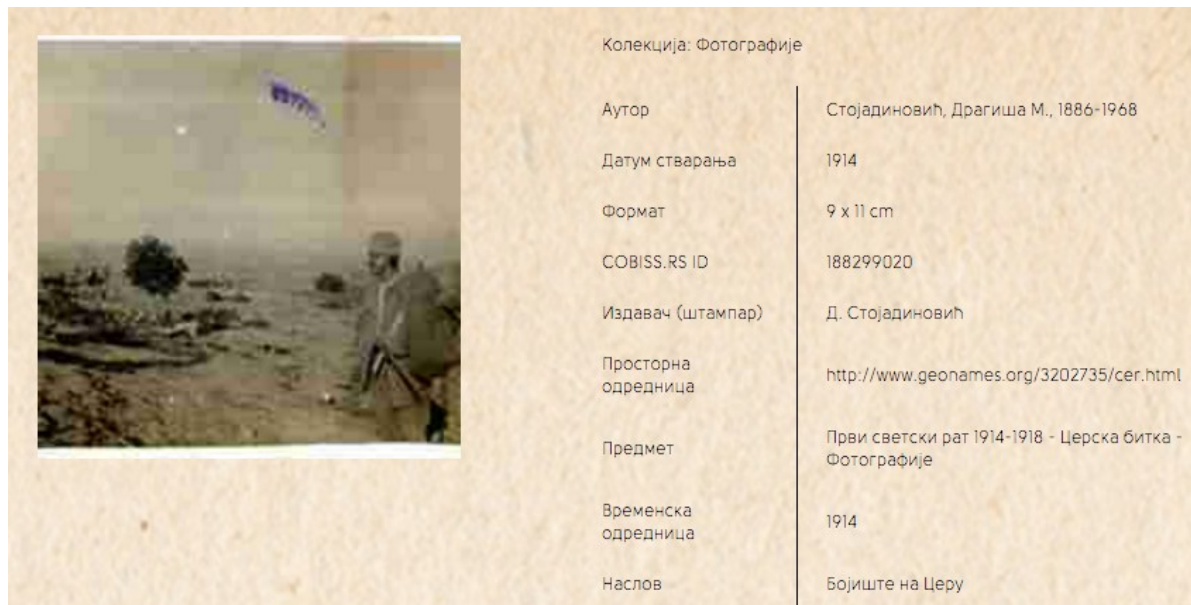 Колекција: Фотографије
Аутор
Стојадиновић, Драгиша М., 1886-1968
Датум стварања
1914
Формат
9 x 11 cm
COBISS.RS ID
188299020
Издавач (штампар)
Д. Стојадиновић
Просторна
одредница
http://www.geonames.org/3202735/cer.html
Предмет
Први светски рат 1914-1918 - Церска битка -
Фотографије
Временска
одредница
1914
Наслов
Бојиште на Церу